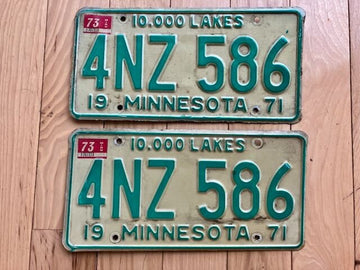 73
10.000 LAKES
4NZ 586
19 MINNESOTA 71
73
10.000 LAKES
4NZ 586
19 MINNESOTA 71